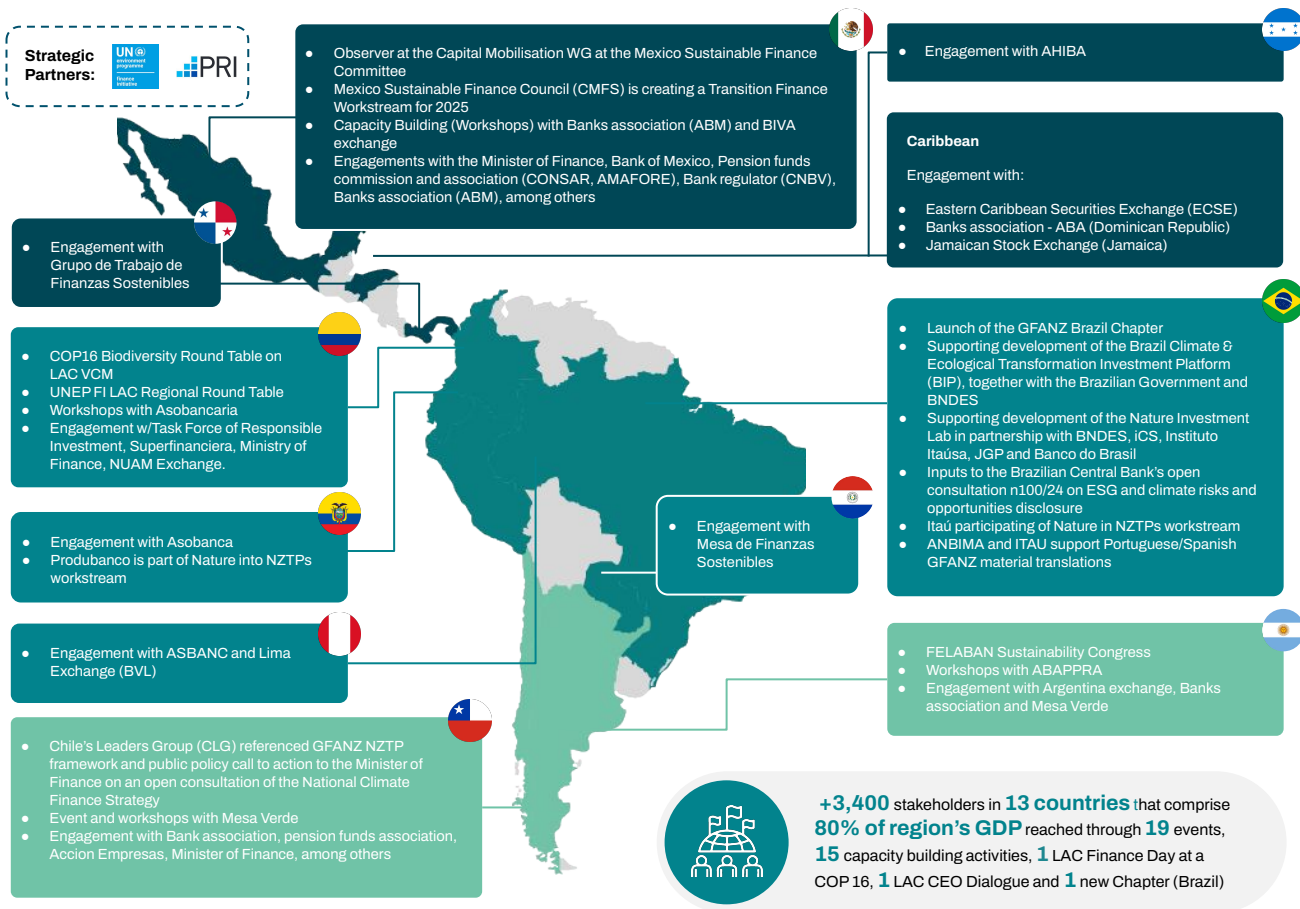 Strategic
Partners:
UN
environment
programme
finance
initiative
PRI
● Observer at the Capital Mobilisation WG at the Mexico Sustainable Finance
Committee
● Mexico Sustainable Finance Council (CMFS) is creating a Transition Finance
Workstream for 2025
● Capacity Building (Workshops) with Banks association (ABM) and BIVA
exchange
● Engagements with the Minister of Finance, Bank of Mexico, Pension funds
commission and association (CONSAR, AMAFORE), Bank regulator (CNBV),
Banks association (ABM), among others
● Engagement with AHIBA
Caribbean
Engagement with:
● Eastern Caribbean Securities Exchange (ECSE)
● Banks association - ABA (Dominican Republic)
● Jamaican Stock Exchange (Jamaica)
● Engagement with
Grupo de Trabajo de
Finanzas Sostenibles
● COP16 Biodiversity Round Table on
LAC VCM
● UNEP FI LAC Regional Round Table
● Workshops with Asobancaria
● Engagement w/Task Force of Responsible
Investment, Superfinanciera, Ministry of
Finance, NUAM Exchange.
● Launch of the GFANZ Brazil Chapter
● Supporting development of the Brazil Climate &
Ecological Transformation Investment Platform
(BIP), together with the Brazilian Government and
BNDES
● Supporting development of the Nature Investment
Lab in partnership with BNDES, iCS, Instituto
Itaúsa, JGP and Banco do Brasil
● Inputs to the Brazilian Central Bank's open
consultation n100/24 on ESG and climate risks and
opportunities disclosure
● Itaú participating of Nature in NZTPs workstream
● ANBIMA and ITAU support Portuguese/Spanish
GFANZ material translations
● Engagement with Asobanca
● Produbanco is part of Nature into NZTPs
workstream
● Engagement with
Mesa de Finanzas
Sostenibles
● Engagement with ASBANC and Lima
Exchange (BVL)
● FELABAN Sustainability Congress
● Workshops with ABAPPRA
● Engagement with Argentina exchange, Banks
association and Mesa Verde
● Chile's Leaders Group (CLG) referenced GFANZ NZTP
framework and public policy call to action to the Minister of
Finance on an open consultation of the National Climate
Finance Strategy
● Event and workshops with Mesa Verde
● Engagement with Bank association, pension funds association,
Accion Empresas, Minister of Finance, among others
+3,400 stakeholders in 13 countries that comprise
80% of region's GDP reached through 19 events,
15 capacity building activities, 1 LAC Finance Day at a
COP 16, 1 LAC CEO Dialogue and 1 new Chapter (Brazil)